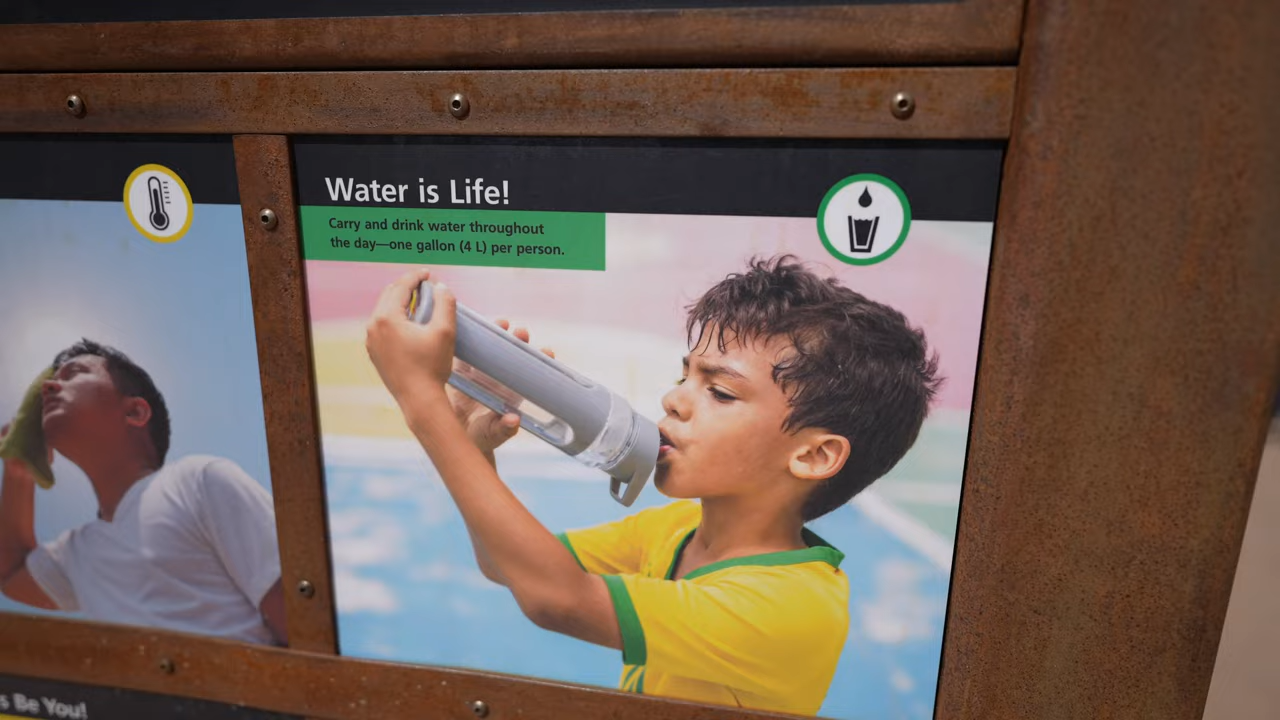 Water is Life!
Carry and drink water throughout
the day—one gallon (4 L) per person.
Be You!